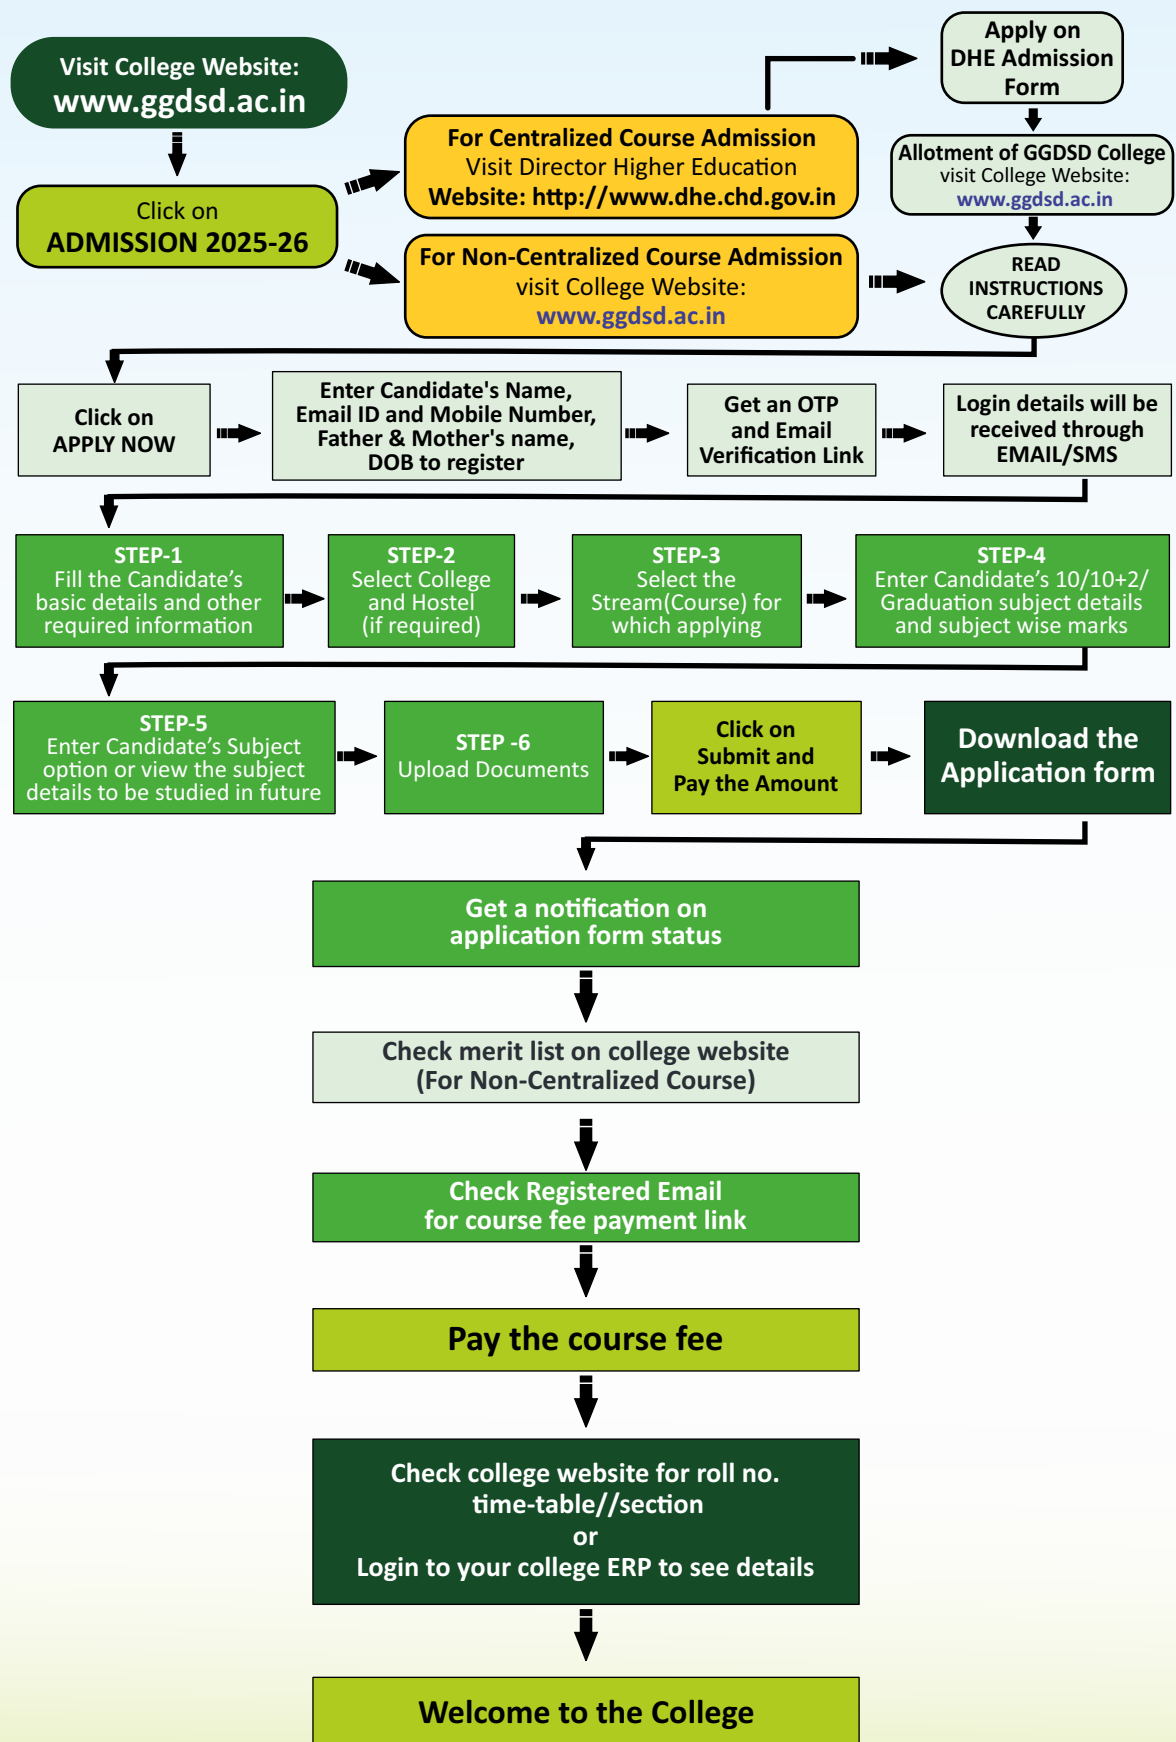 Visit College Website:
www.ggdsd.ac.in
Click on
ADMISSION 2025-26
For Centralized Course Admission
Visit Director Higher Education
Website: http://www.dhe.chd.gov.in
For Non-Centralized Course Admission
visit College Website:
www.ggdsd.ac.in
Apply on
DHE Admission
Form
Allotment of GGDSD College
visit College Website:
www.ggdsd.ac.in
READ
INSTRUCTIONS
CAREFULLY
Click on
APPLY NOW
Enter Candidate's Name,
Email ID and Mobile Number,
Father & Mother's name,
DOB to register
Get an OTP
and Email
Verification Link
Login details will be
received through
EMAIL/SMS
STEP-1
Fill the Candidate’s
basic details and other
required information
STEP-2
Select College
and Hostel
(if required)
STEP-3
Select the
Stream(Course) for
which applying
STEP-4
Enter Candidate’s 10/10+2/
Graduation subject details
and subject wise marks
STEP-5
Enter Candidate’s Subject
option or view the subject
details to be studied in future
STEP -6
Upload Documents
Click on
Submit and
Pay the Amount
Download the
Application form
Get a notification on
application form status
Check merit list on college website
(For Non-Centralized Course)
Check Registered Email
for course fee payment link
Pay the course fee
Check college website for roll no.
time-table//section
or
Login to your college ERP to see details
Welcome to the College